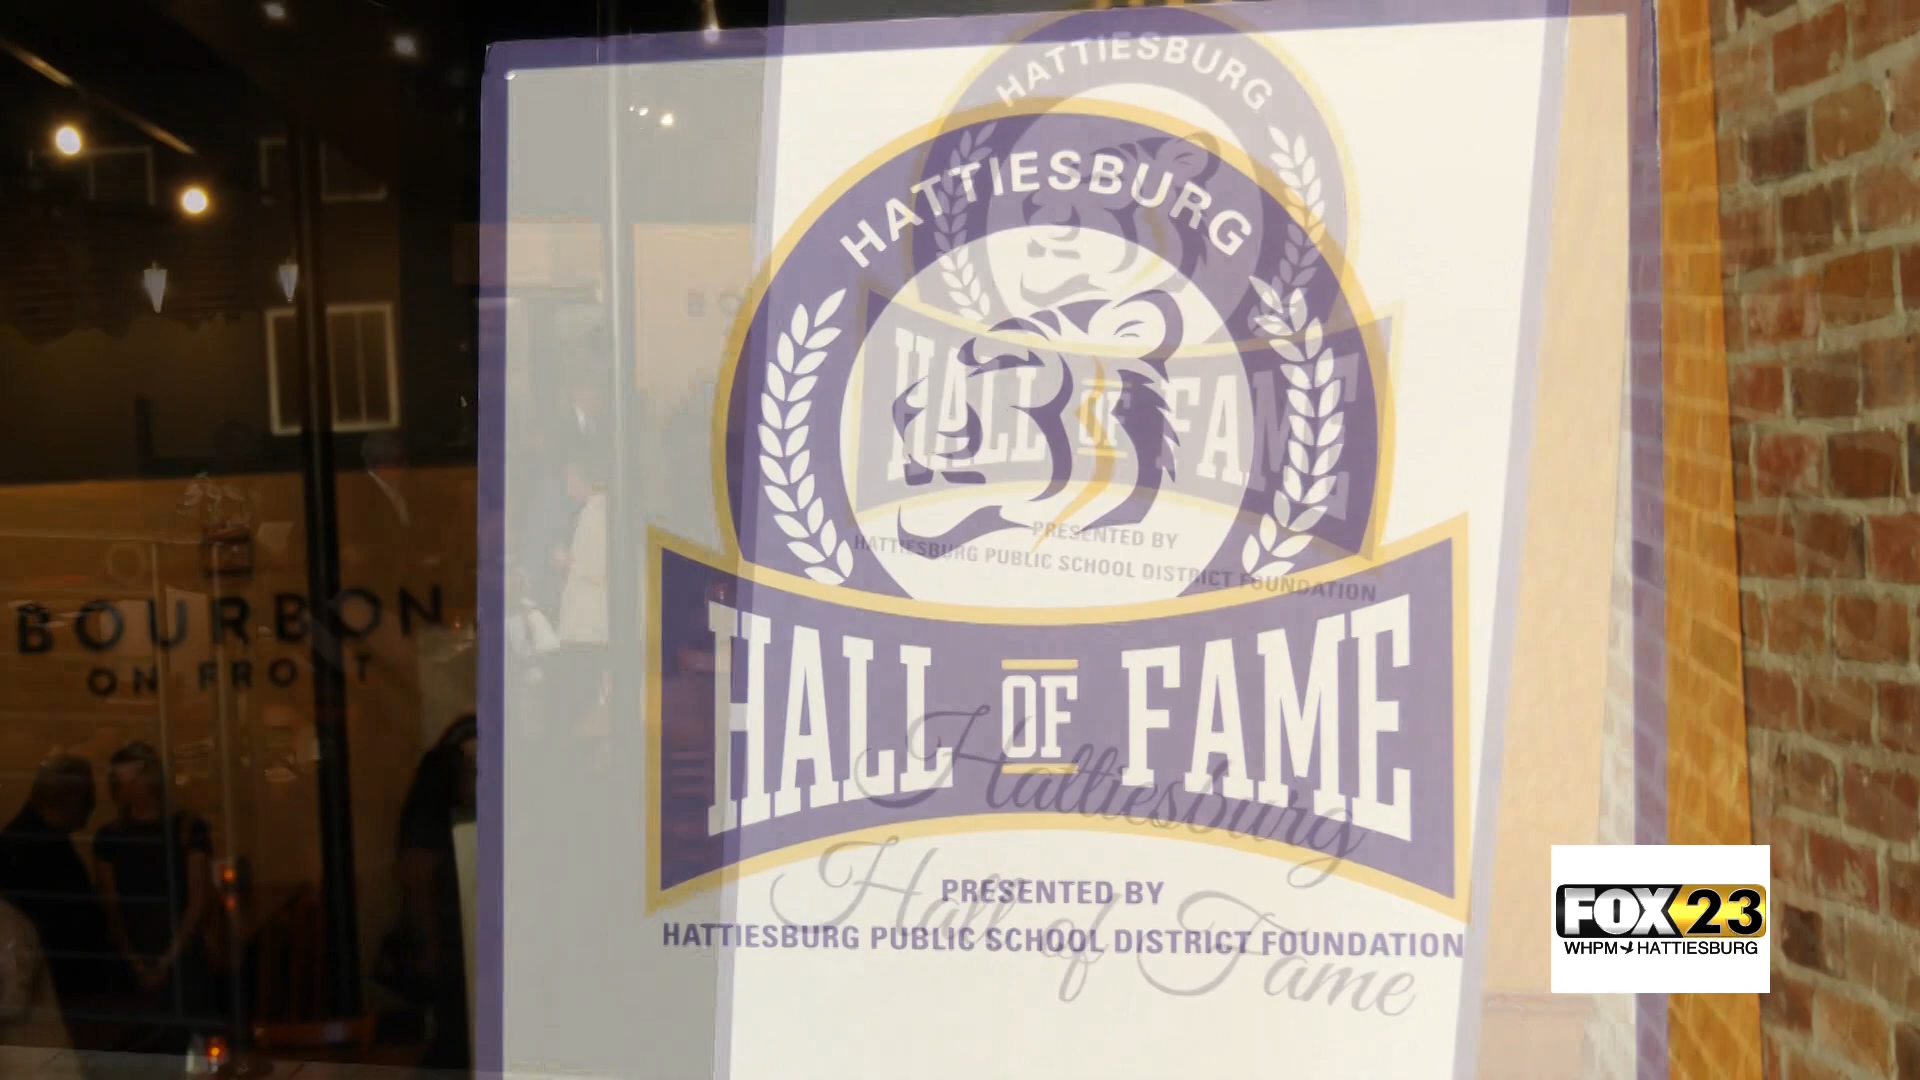 HATTIESBURG
HATTIESBURG
HALL OF FAME
PRESENTED BY
HATTIESBURG PUBLIC SCHOOL DISTRICT FOUNDATION
HALL OF FAME
Hattiesburg
Hall of Fame
PRESENTED BY
HATTIESBURG PUBLIC SCHOOL DISTRICT FOUNDATION
BOURBON
ON FRONT
FOX 23
WHPM HATTIESBURG